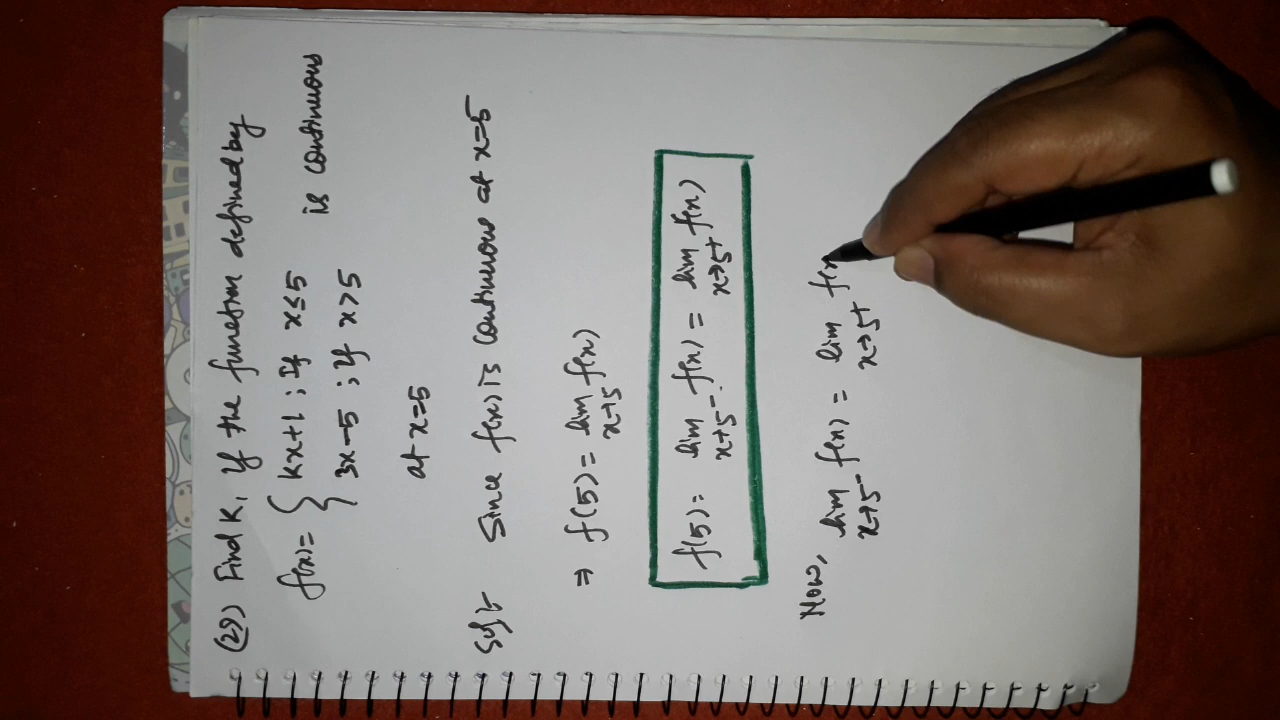 (2) Find K, if the function defined by
f(x) = { kx+1 ; if x≤5
3x-5 ; if x>5 is continuous
at x=5
Sol:- Since f(x) is continuous at x=5
⇒ f(5) = lim x→5 f(x)
f(5) = lim x→5⁻ f(x) = lim x→5+ f(x)
Now, lim x→5⁻ f(x) = lim x→5+ f(x